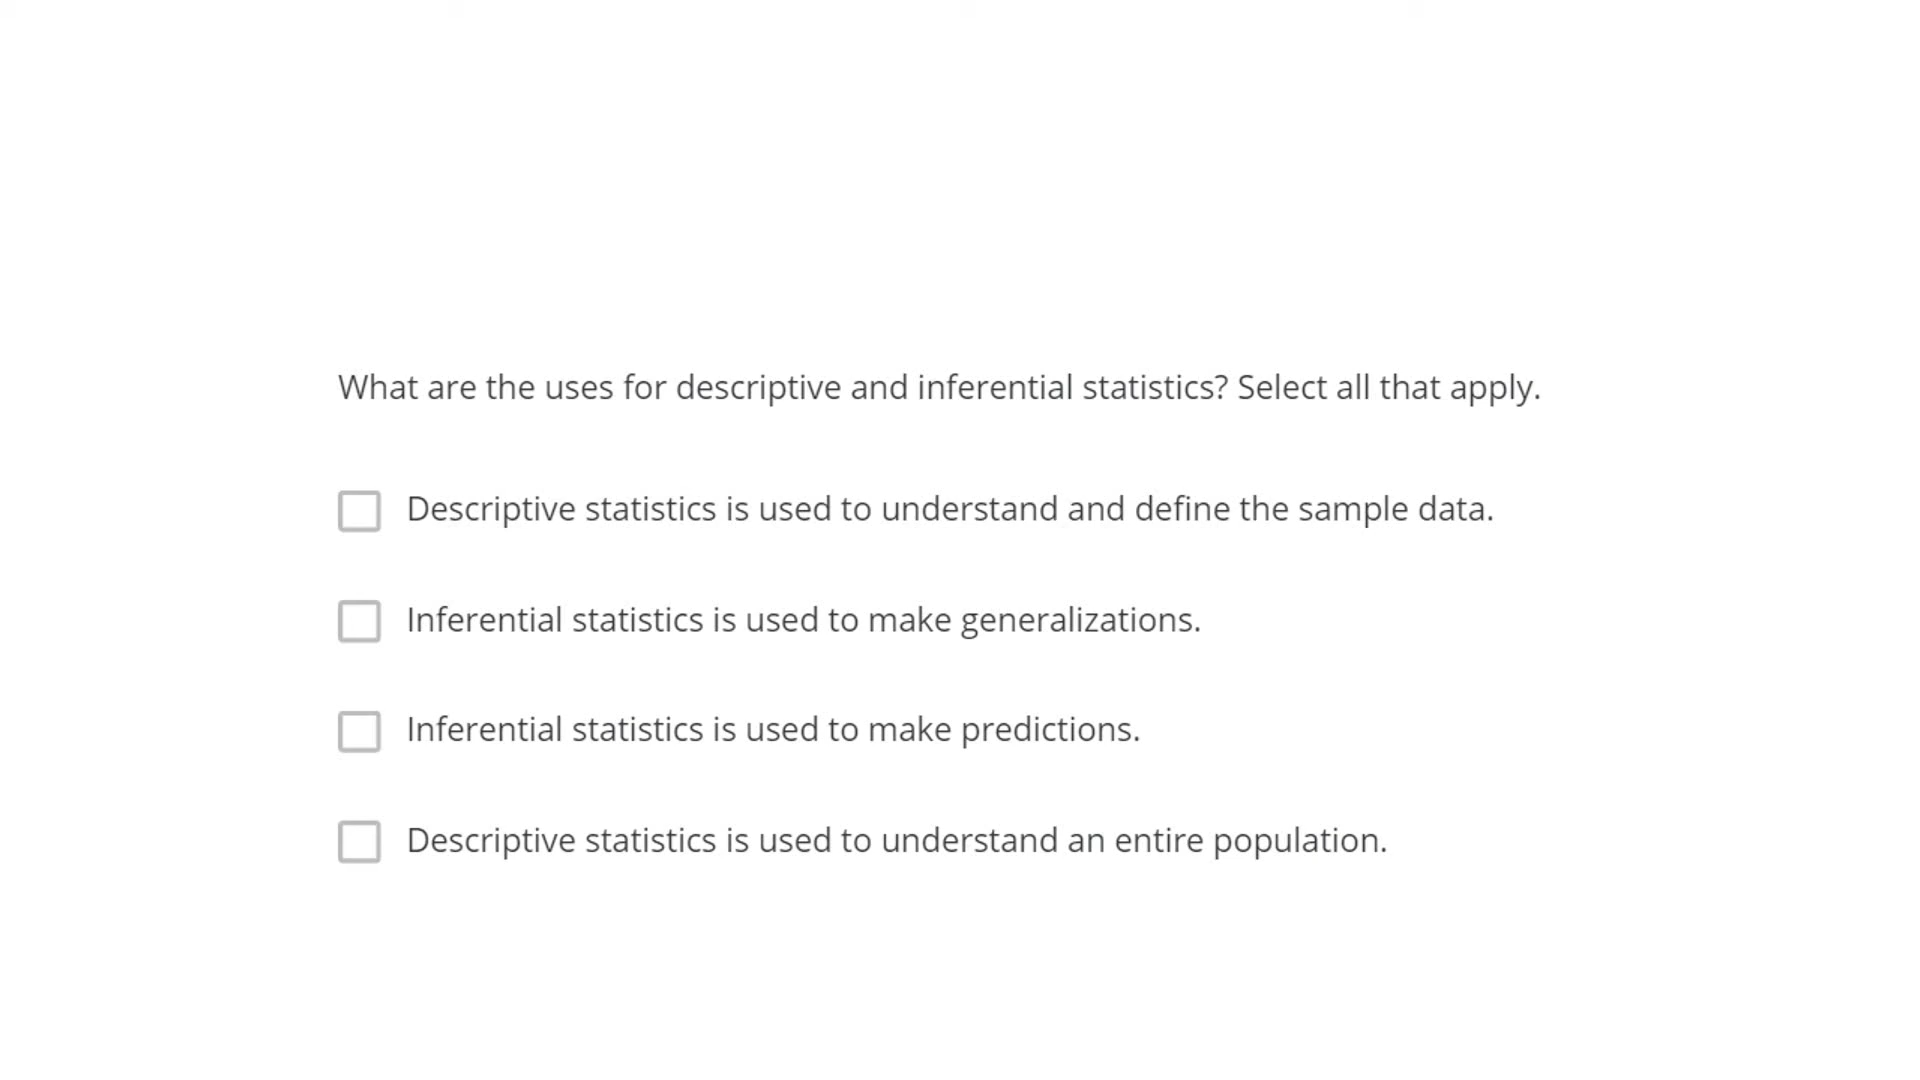 What are the uses for descriptive and inferential statistics? Select all that apply.
Descriptive statistics is used to understand and define the sample data.
Inferential statistics is used to make generalizations.
Inferential statistics is used to make predictions.
Descriptive statistics is used to understand an entire population.